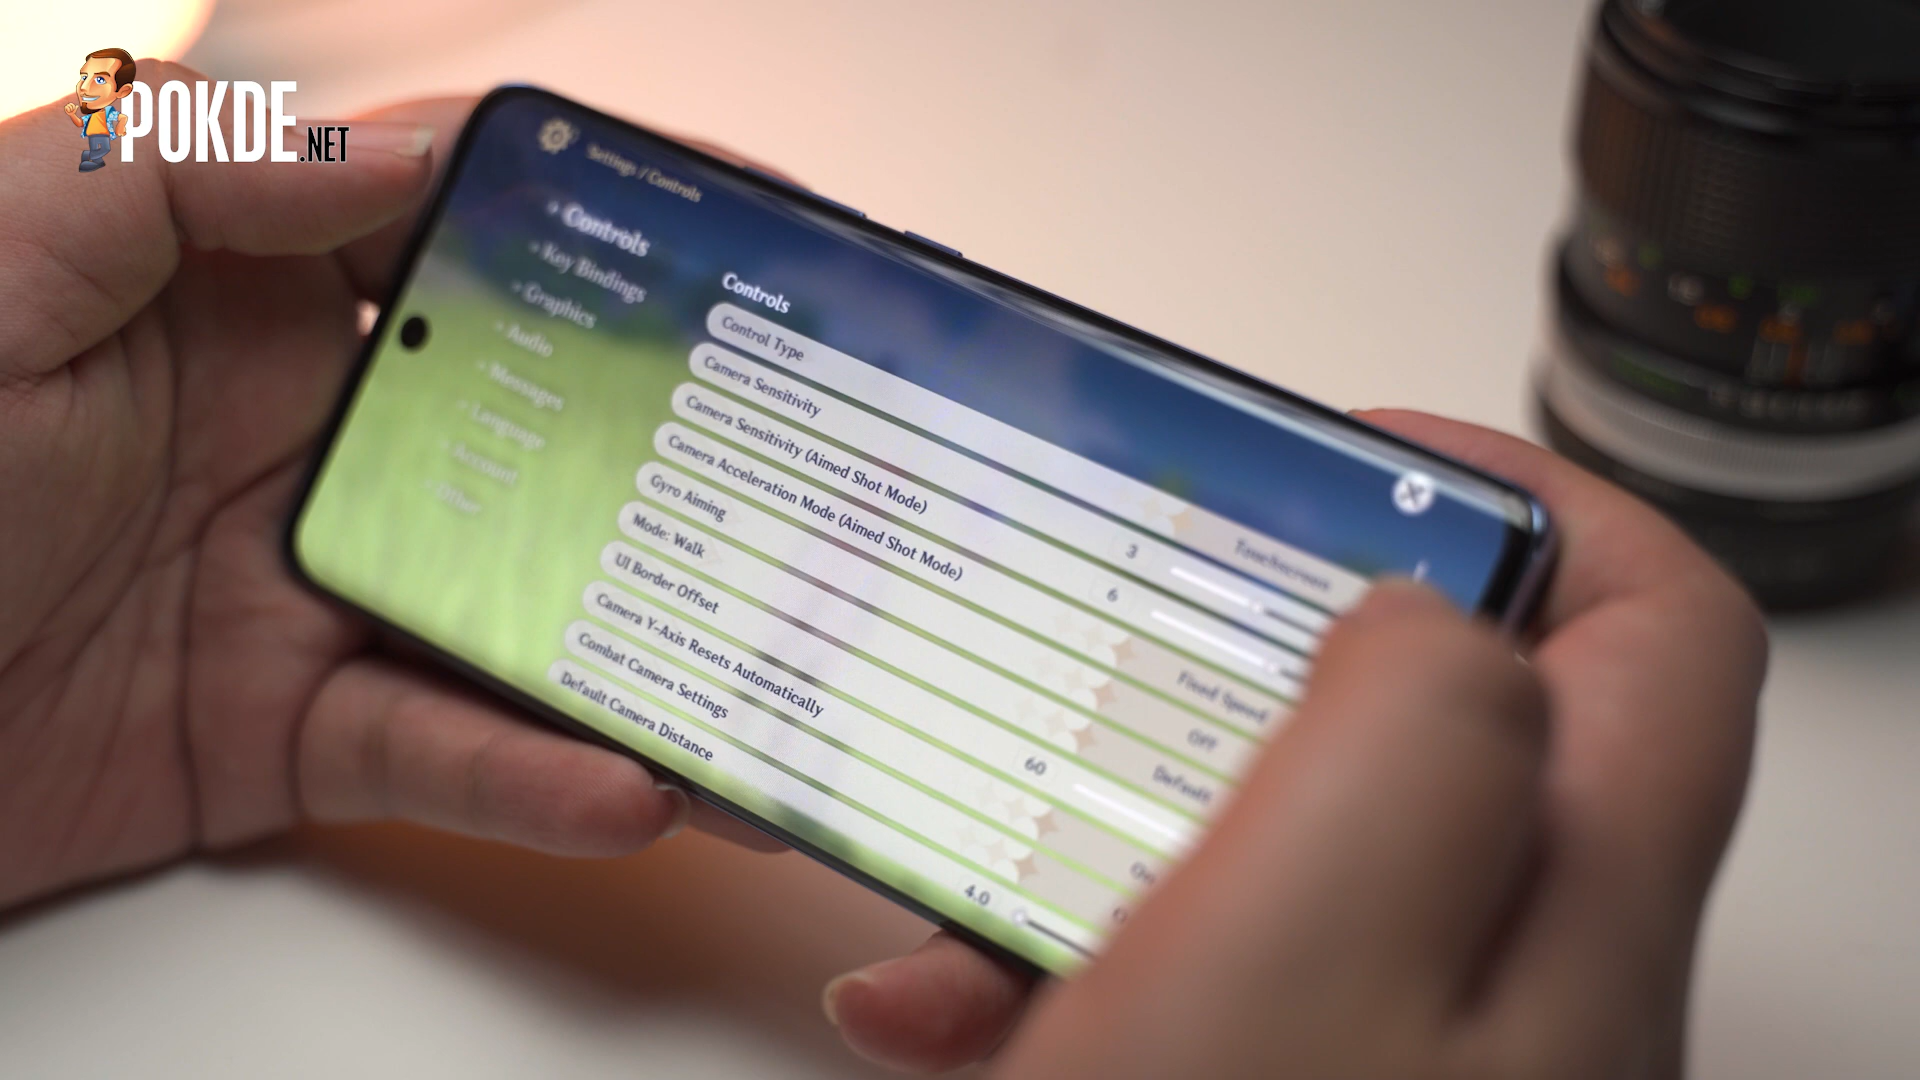 POKDE.NET
Settings / Controls
Controls
Key Bindings
Graphics
Audio
Messages
Language
Account
Other
Controls
Control Type
Touchscreen
Camera Sensitivity
3
Camera Sensitivity (Aimed Shot Mode)
6
Camera Acceleration Mode (Aimed Shot Mode)
Fixed Speed
Gyro Aiming
Off
Mode: Walk
Default
UI Border Offset
60
Camera Y-Axis Resets Automatically
Combat Camera Settings
Default Camera Distance
4.0